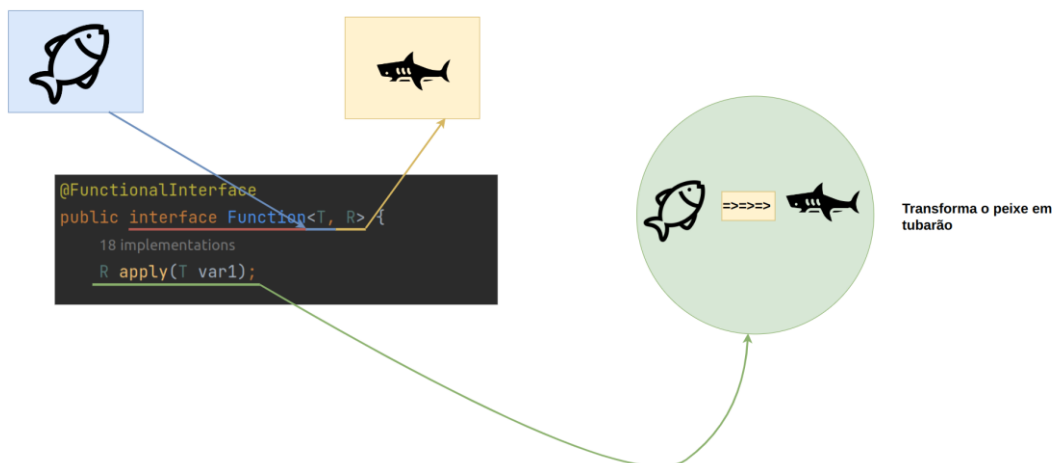 @FunctionalInterface
public interface Function<T, R> {
18 implementations
R apply(T var1);
=>=>=>
Transforma o peixe em
tubarão